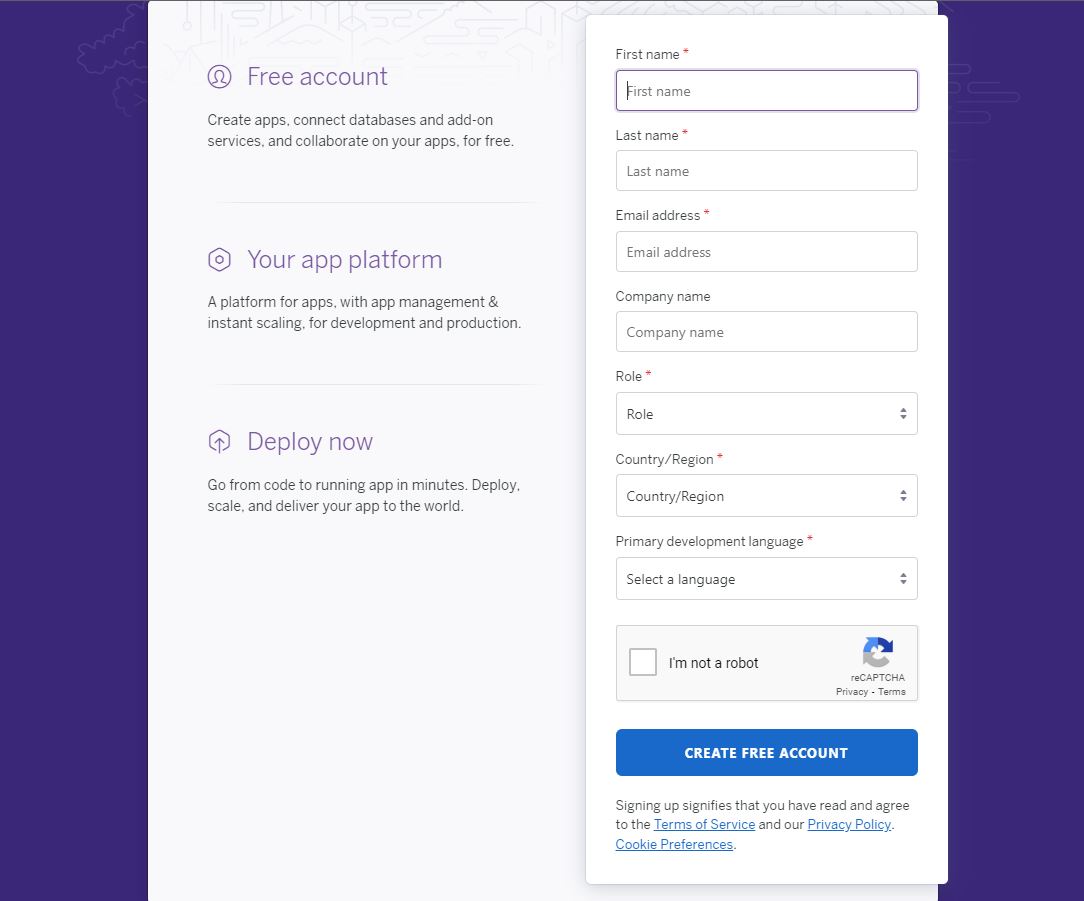 Free account
Create apps, connect databases and add-on
services, and collaborate on your apps, for free.
Your app platform
A platform for apps, with app management &
instant scaling, for development and production.
Deploy now
Go from code to running app in minutes. Deploy,
scale, and deliver your app to the world.
First name *
First name
Last name *
Last name
Email address *
Email address
Company name
Company name
Role *
Role
Country/Region *
Country/Region
Primary development language *
Select a language
I'm not a robot
reCAPTCHA
Privacy - Terms
CREATE FREE ACCOUNT
Signing up signifies that you have read and agree
to the Terms of Service and our Privacy Policy.
Cookie Preferences.